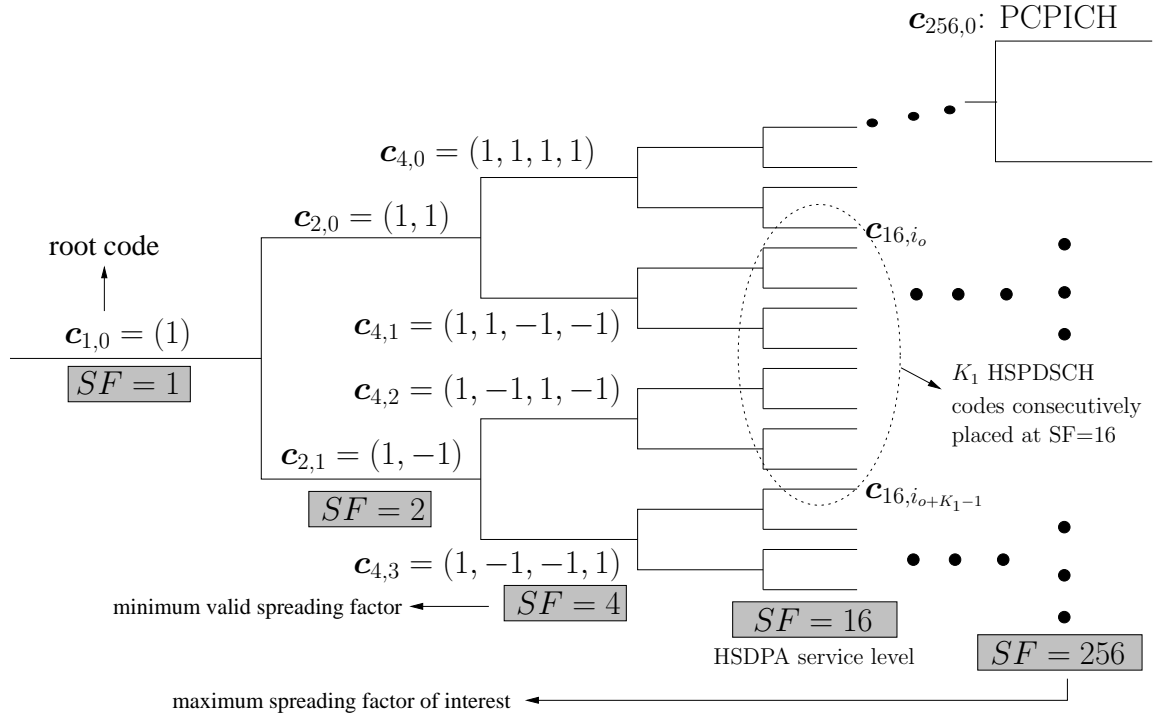 c256,0: PCPICH
c4,0 = (1, 1, 1, 1)
c2,0 = (1, 1)
c16,io
root code
c1,0 = (1)
c4,1 = (1, 1, −1, −1)
SF = 1
c4,2 = (1, −1, 1, −1)
K1 HSPDSCH
codes consecutively
placed at SF=16
c2,1 = (1, −1)
c16,io+K1−1
SF = 2
c4,3 = (1, −1, −1, 1)
minimum valid spreading factor
SF = 4
SF = 16
HSDPA service level
SF = 256
maximum spreading factor of interest